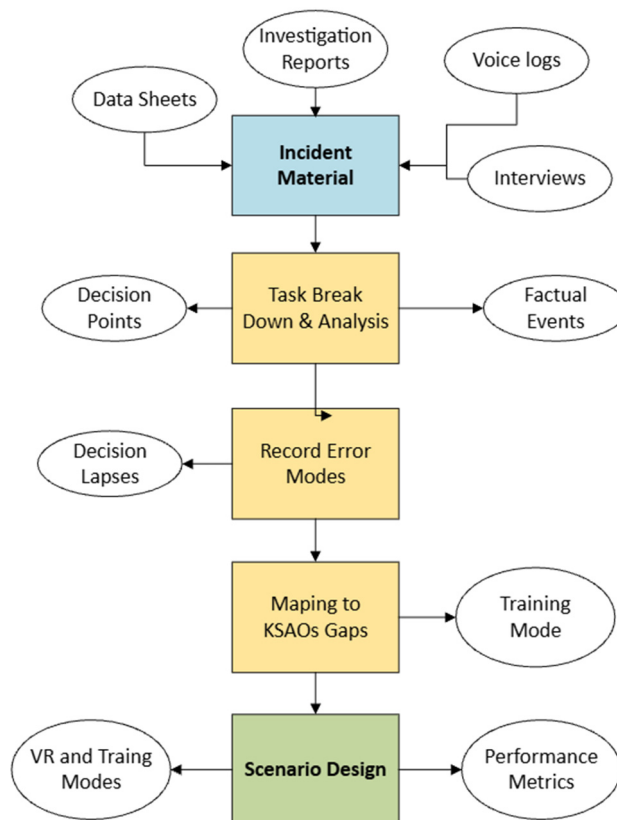 Investigation
Reports
Voice logs
Data Sheets
Incident
Material
Interviews
Decision
Points
Task Break
Down & Analysis
Factual
Events
Decision
Lapses
Record Error
Modes
Maping to
KSAOs Gaps
Training
Mode
VR and Traing
Modes
Scenario Design
Performance
Metrics